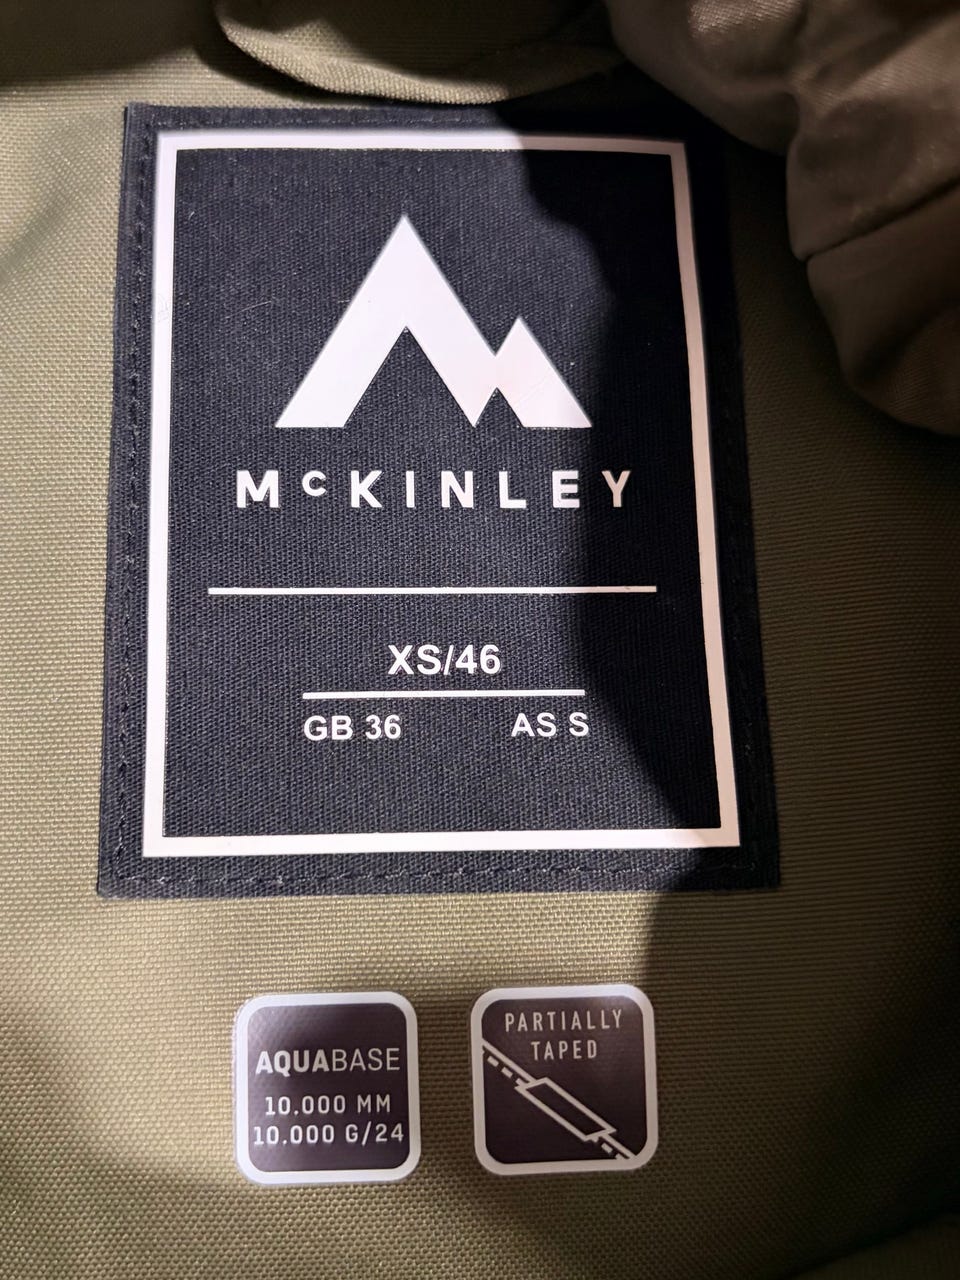 McKINLEY
XS/46
GB 36 AS S
AQUABASE
10.000 MM
10.000 G/24
PARTIALLY
TAPED